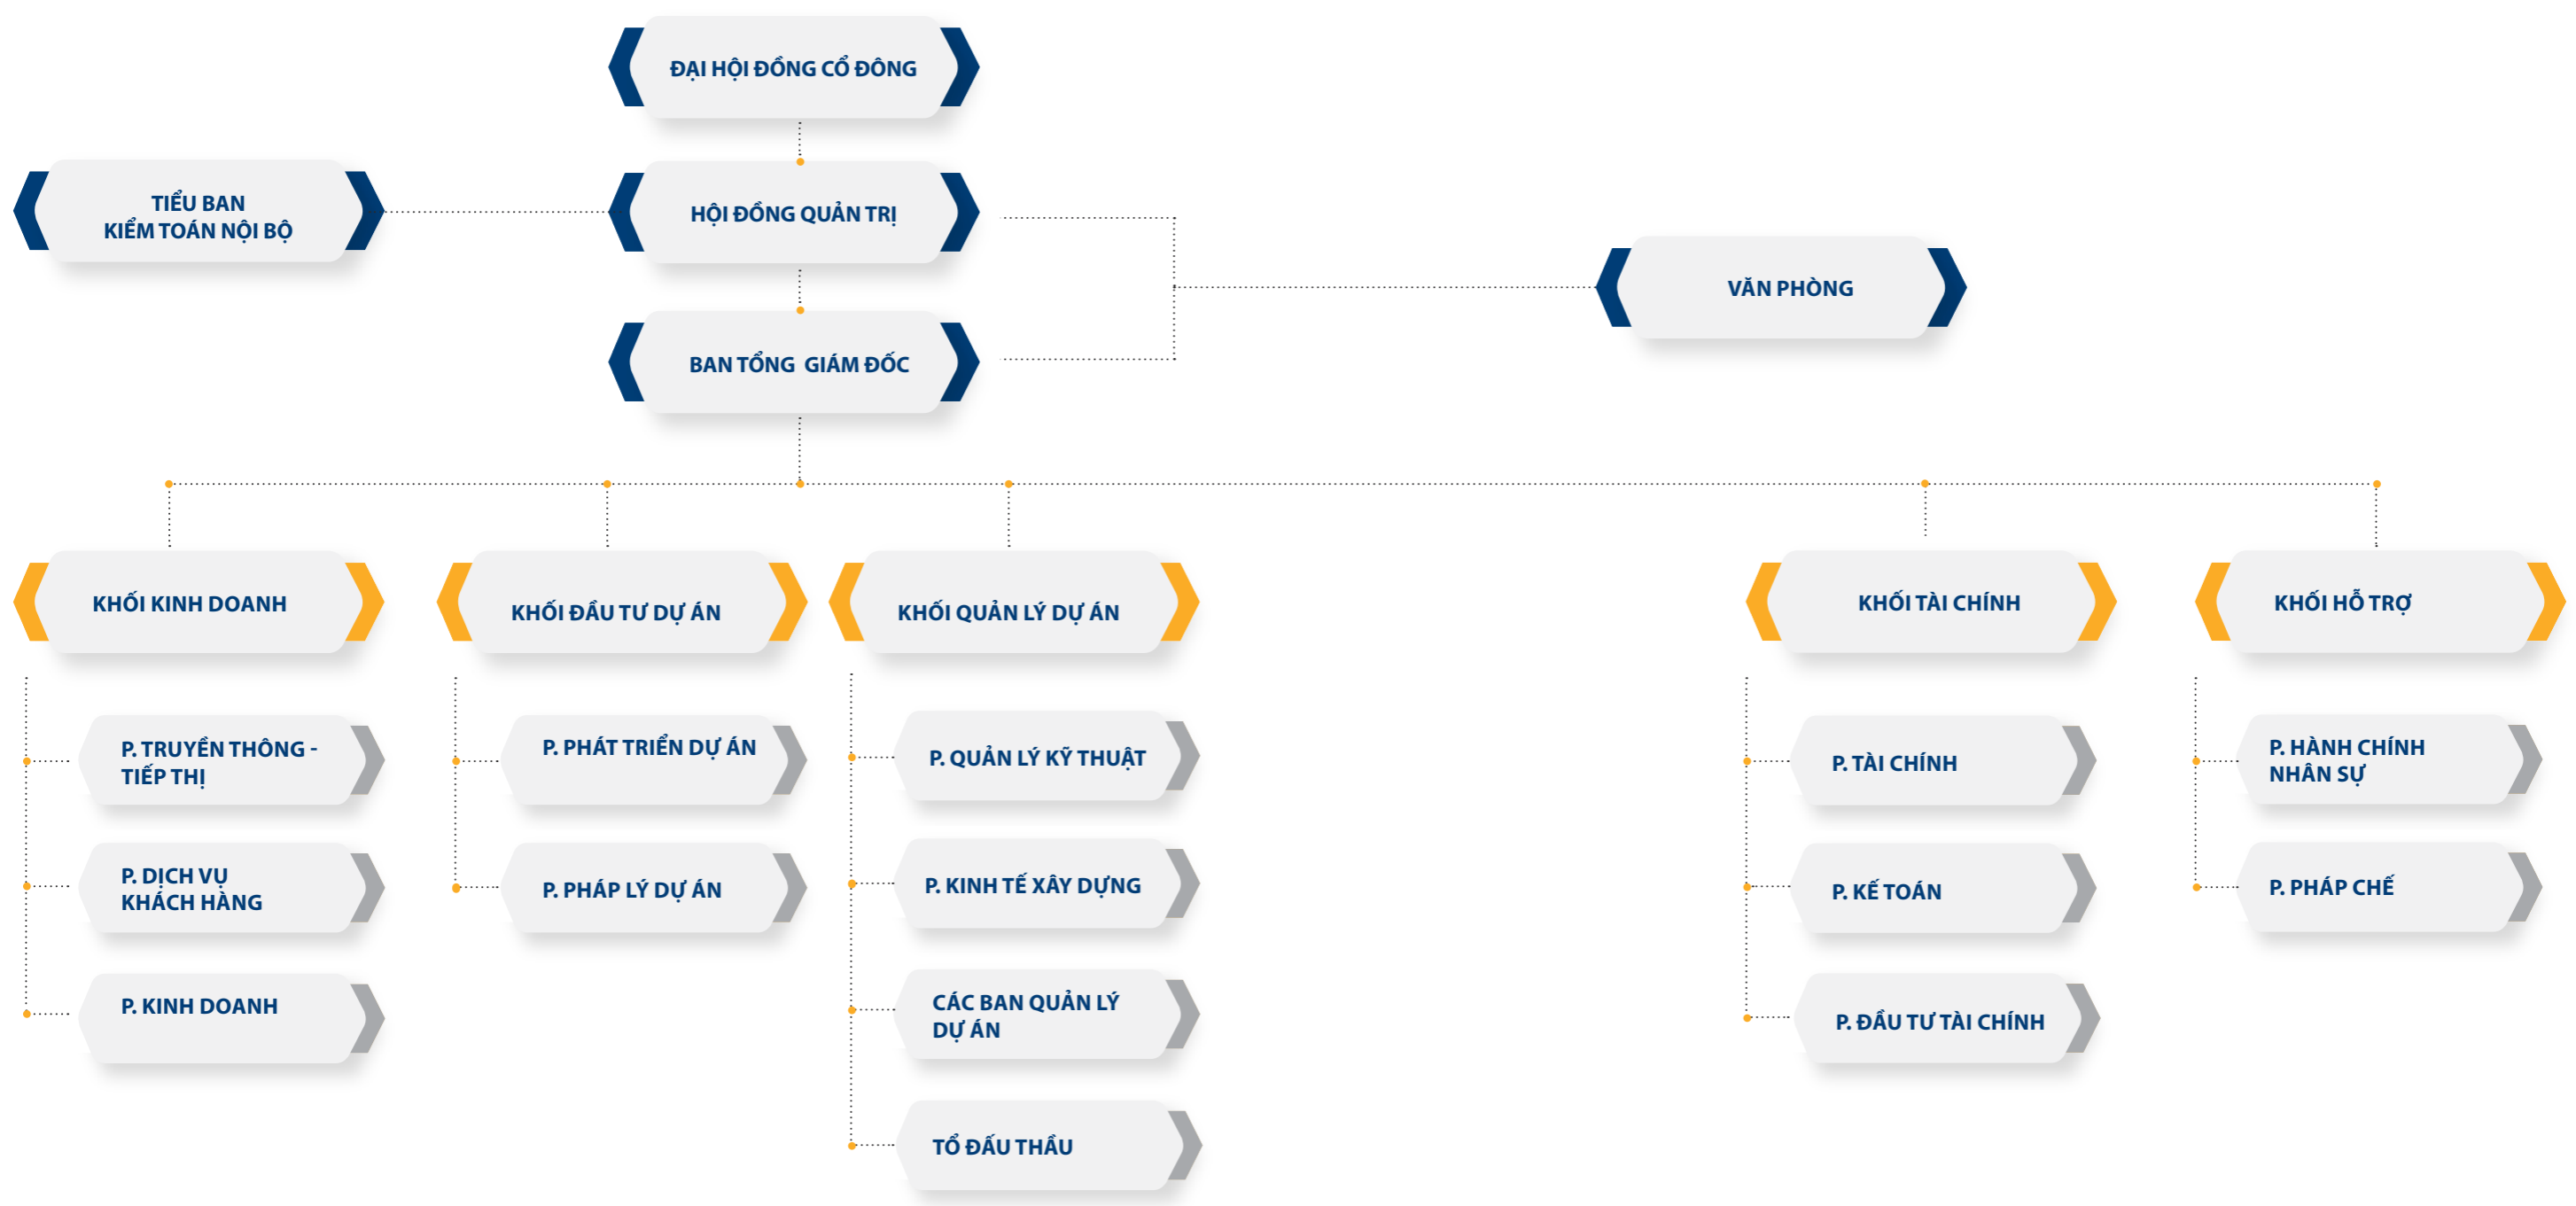 ĐẠI HỘI ĐỒNG CỔ ĐÔNG
TIỂU BAN
KIỂM TOÁN NỘI BỘ
HỘI ĐỒNG QUẢN TRỊ
VĂN PHÒNG
BAN TỔNG GIÁM ĐỐC
KHỐI KINH DOANH
KHỐI ĐẦU TƯ DỰ ÁN
KHỐI QUẢN LÝ DỰ ÁN
KHỐI TÀI CHÍNH
KHỐI HỖ TRỢ
P. TRUYỀN THÔNG -
TIẾP THỊ
P. DỊCH VỤ
KHÁCH HÀNG
P. KINH DOANH
P. PHÁT TRIỂN DỰ ÁN
P. PHÁP LÝ DỰ ÁN
P. QUẢN LÝ KỸ THUẬT
P. KINH TẾ XÂY DỰNG
CÁC BAN QUẢN LÝ
DỰ ÁN
TỔ ĐẤU THẦU
P. TÀI CHÍNH
P. KẾ TOÁN
P. ĐẦU TƯ TÀI CHÍNH
P. HÀNH CHÍNH
NHÂN SỰ
P. PHÁP CHẾ